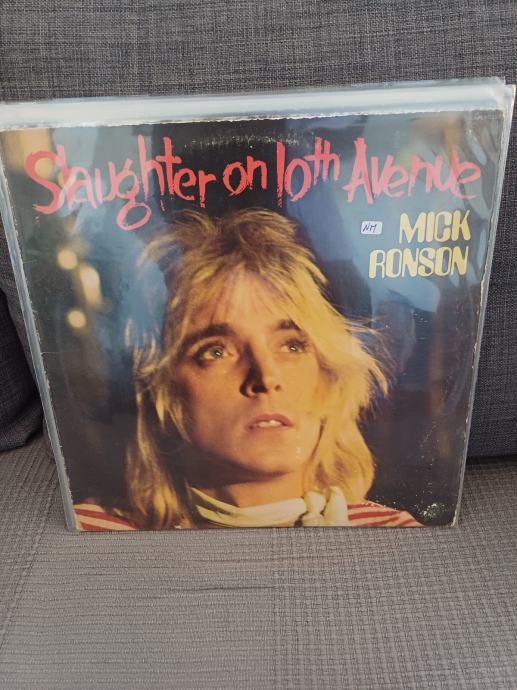 Slaughter on 10th Avenue
NM
MICK
RONSON